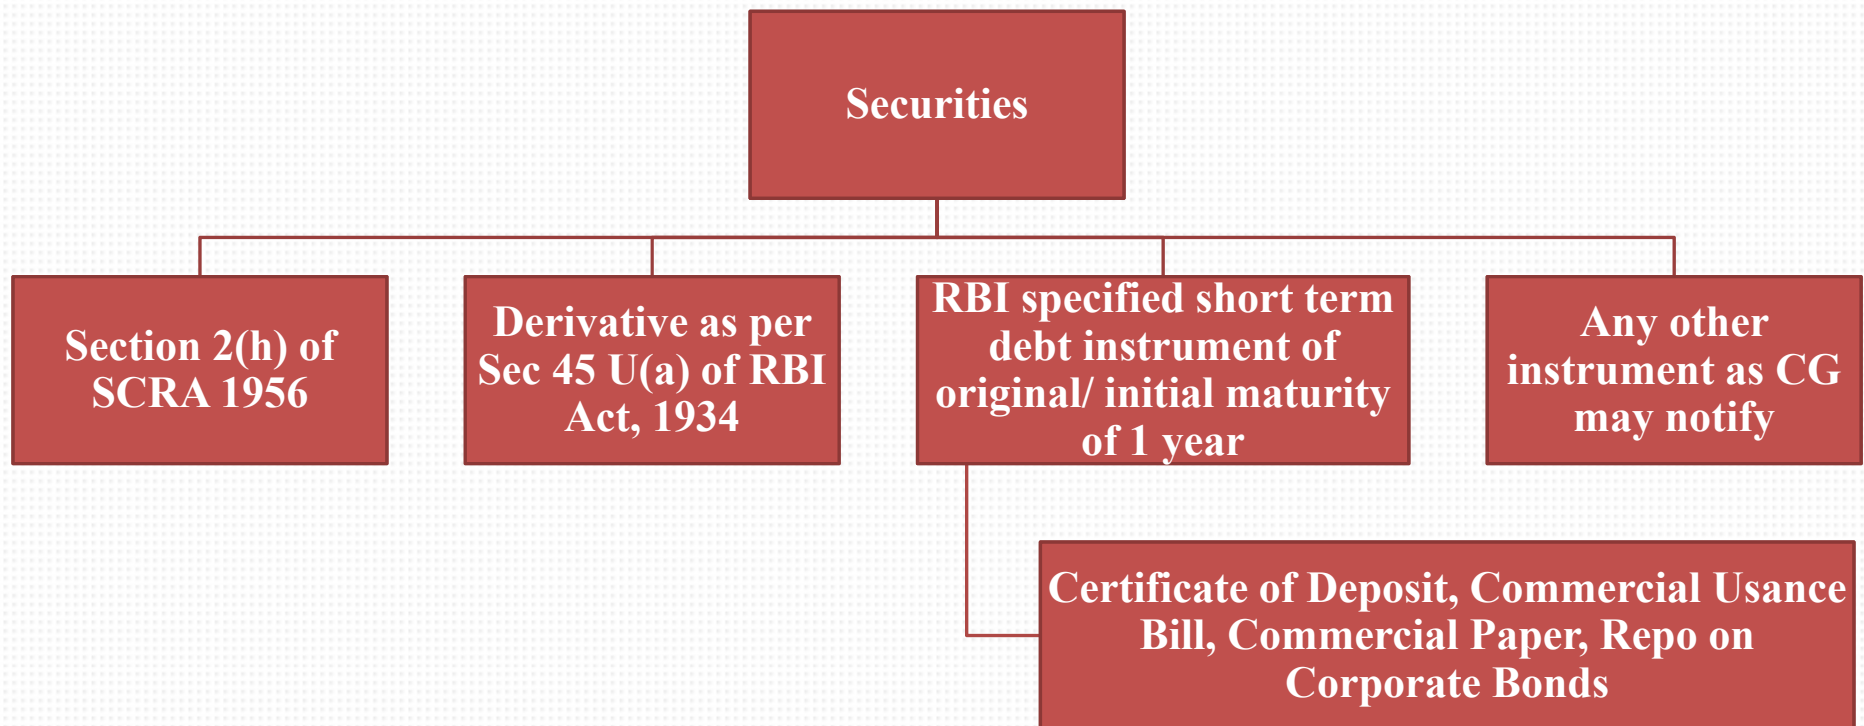 Securities
Section 2(h) of
SCRA 1956
Derivative as per
Sec 45 U(a) of RBI
Act, 1934
RBI specified short term
debt instrument of
original/ initial maturity
of 1 year
Any other
instrument as CG
may notify
Certificate of Deposit, Commercial Usance
Bill, Commercial Paper, Repo on
Corporate Bonds